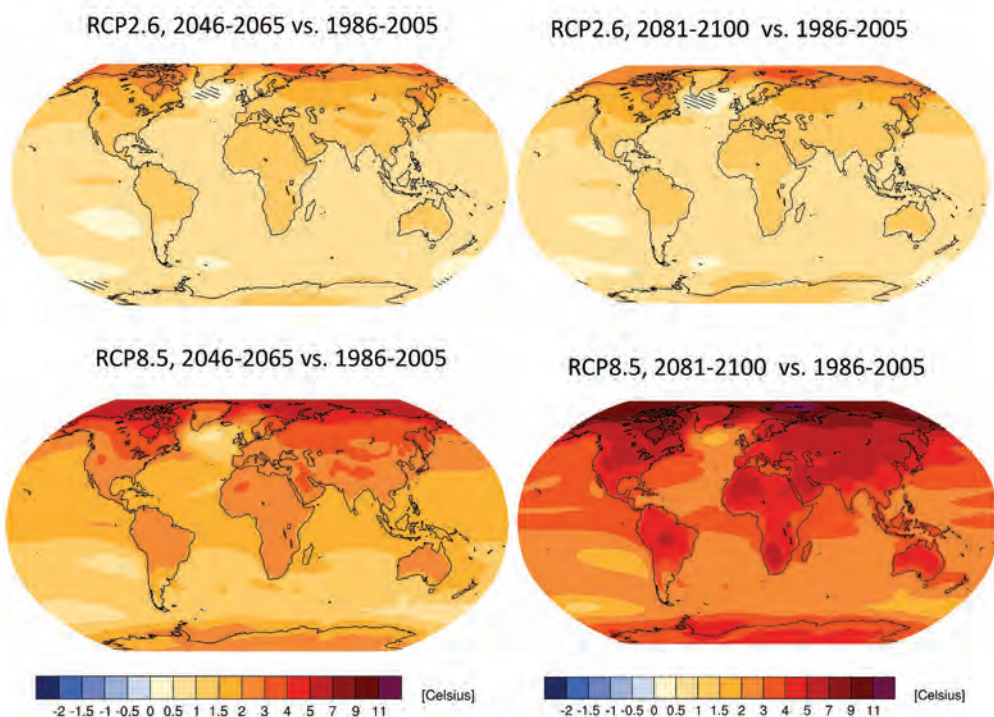 RCP2.6, 2046-2065 vs. 1986-2005
RCP2.6, 2081-2100 vs. 1986-2005
RCP8.5, 2046-2065 vs. 1986-2005
RCP8.5, 2081-2100 vs. 1986-2005
-2 -1.5 -1 -0.5 0 0.5 1 1.5 2 3 4 5 7 9 11 [Celsius]
-2 -1.5 -1 -0.5 0 0.5 1 1.5 2 3 4 5 7 9 11 [Celsius]